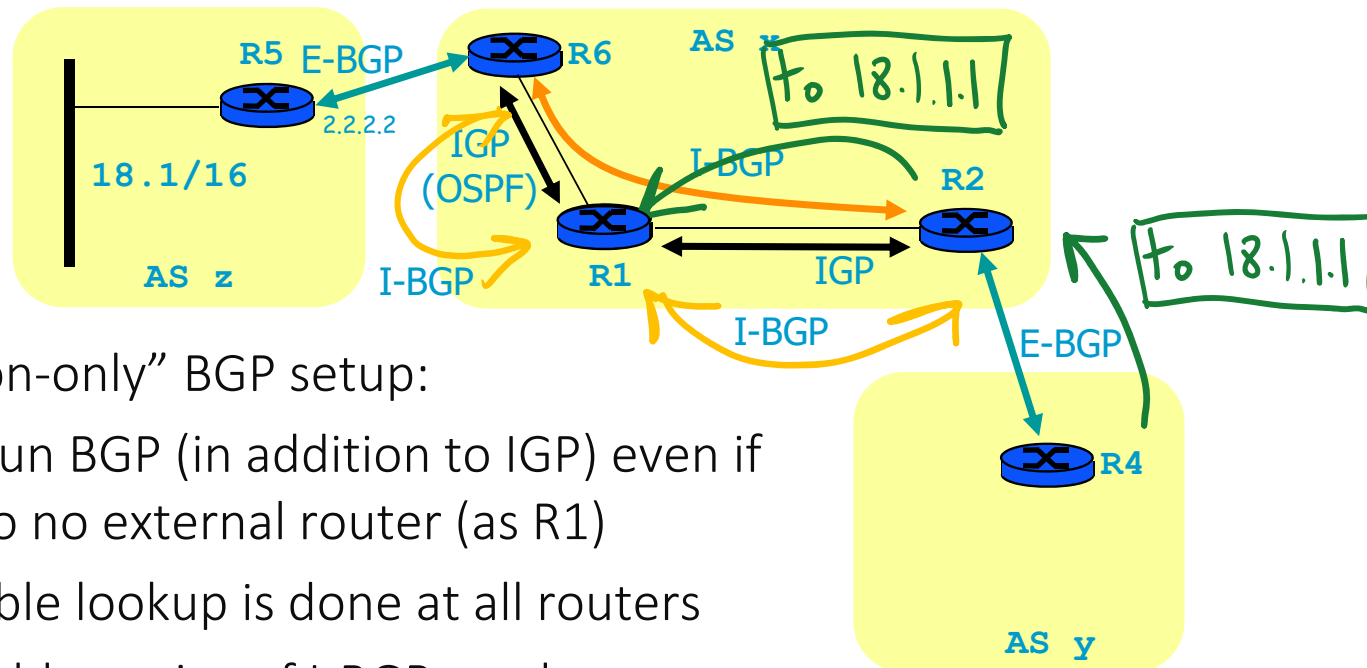 AS x
R5 E-BGP
R6
to 18.1.1.1
2.2.2.2
IGP
(OSPF)
I-BGP
18.1/16
R2
to 18.1.1.1
AS z
I-BGP
R1
IGP
I-BGP
E-BGP
on-only” BGP setup:
un BGP (in addition to IGP) even if
R4
o no external router (as R1)
ble lookup is done at all routers
AS y